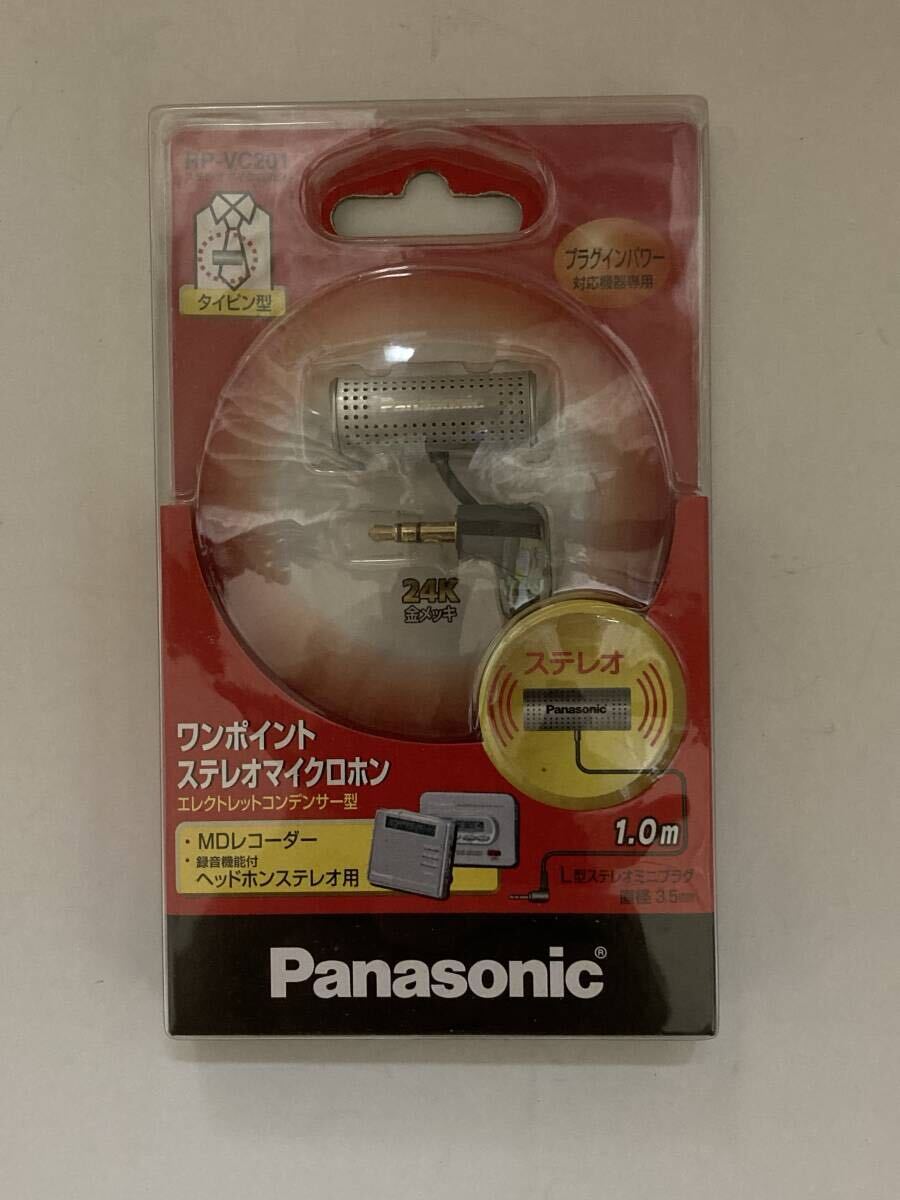 RP-VC201
タイピン型
プラグインパワー
対応機器専用
24K
金メッキ
ステレオ
Panasonic
ワンポイント
ステレオマイクロホン
エレクトレットコンデンサー型
・MDレコーダー
・録音機能付
ヘッドホンステレオ用
1.0m
L型ステレオミニプラグ
直径 3.5mm
Panasonic®